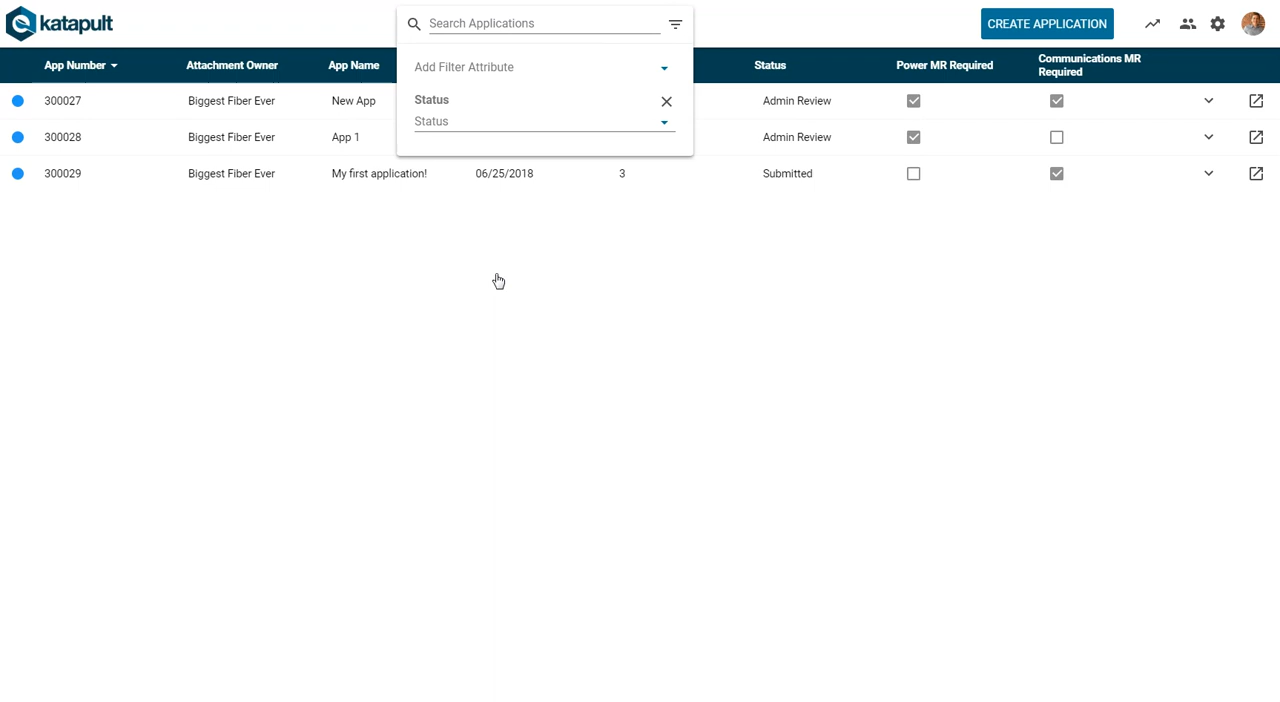 katapult
Search Applications
CREATE APPLICATION
App Number
Attachment Owner
App Name
Status
Power MR Required
Communications MR
Required
Add Filter Attribute
Status
Status
300027
Biggest Fiber Ever
New App
Admin Review
300028
Biggest Fiber Ever
App 1
Admin Review
300029
Biggest Fiber Ever
My first application!
06/25/2018
3
Submitted